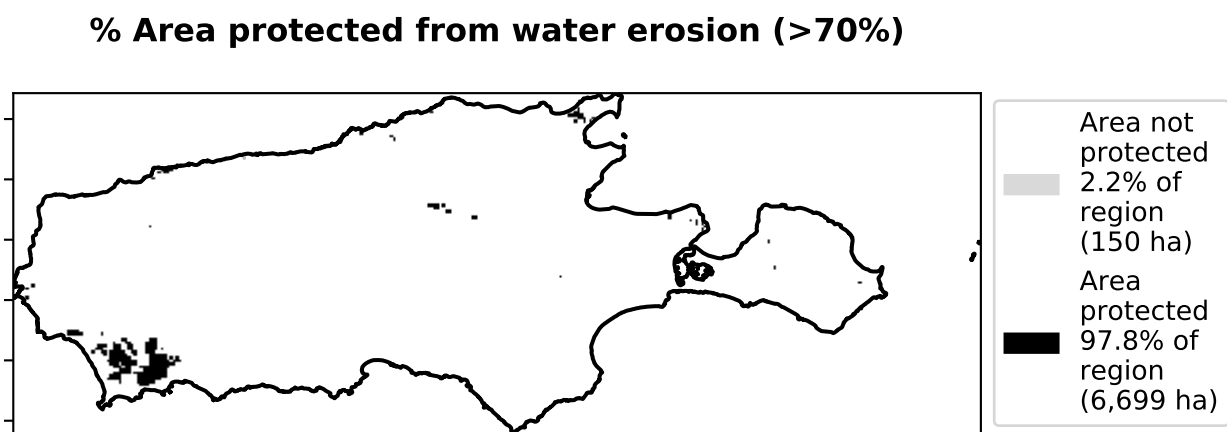 % Area protected from water erosion (>70%)
Area not
protected
2.2% of
region
(150 ha)
Area
protected
97.8% of
region
(6,699 ha)